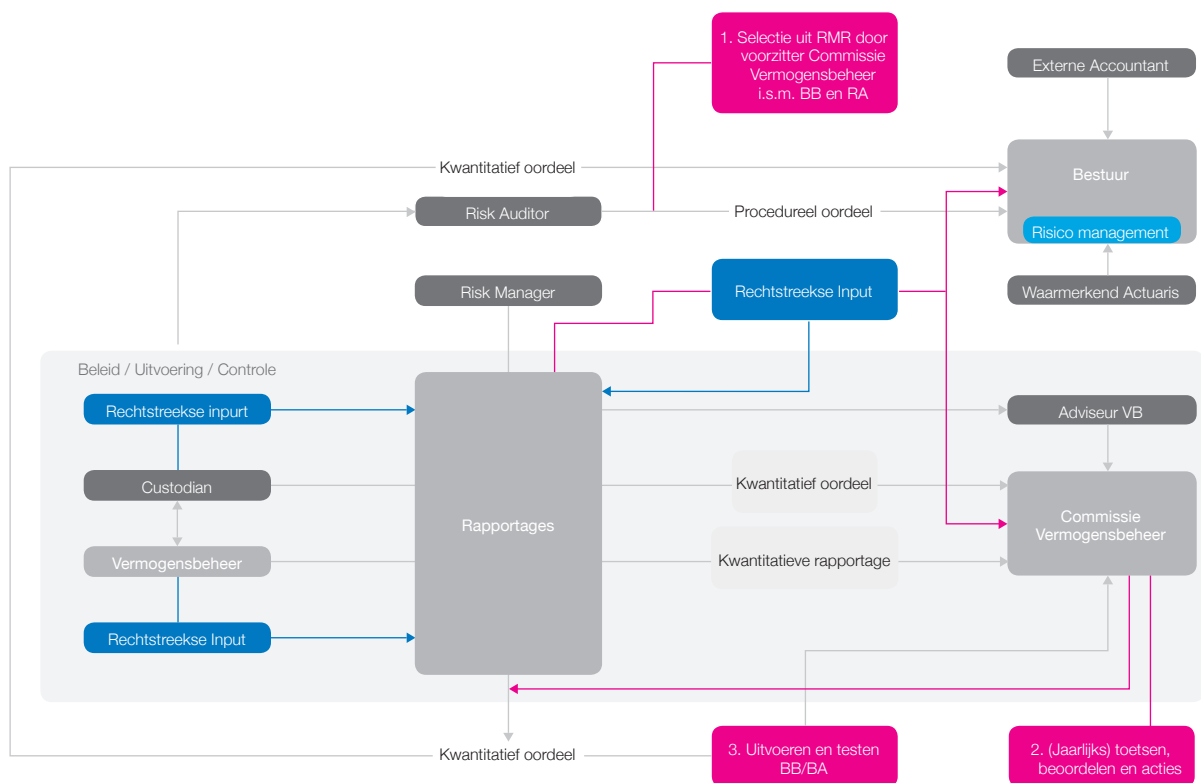 1. Selectie uit RMR door
voorzitter Commissie
Vermogensbeheer
i.s.m. BB en RA
Externe Accountant
Kwantitatief oordeel
Bestuur
Risk Auditor
Procedureel oordeel
Risico management
Risk Manager
Rechtstreekse Input
Waarmerkend Actuaris
Beleid / Uitvoering / Controle
Rechtstreekse inpurt
Adviseur VB
Custodian
Kwantitatief oordeel
Rapportages
Commissie
Vermogensbeheer
Vermogensbeheer
Kwantitatieve rapportage
Rechtstreekse Input
Kwantitatief oordeel
3. Uitvoeren en testen
BB/BA
2. (Jaarlijks) toetsen,
beoordelen en acties